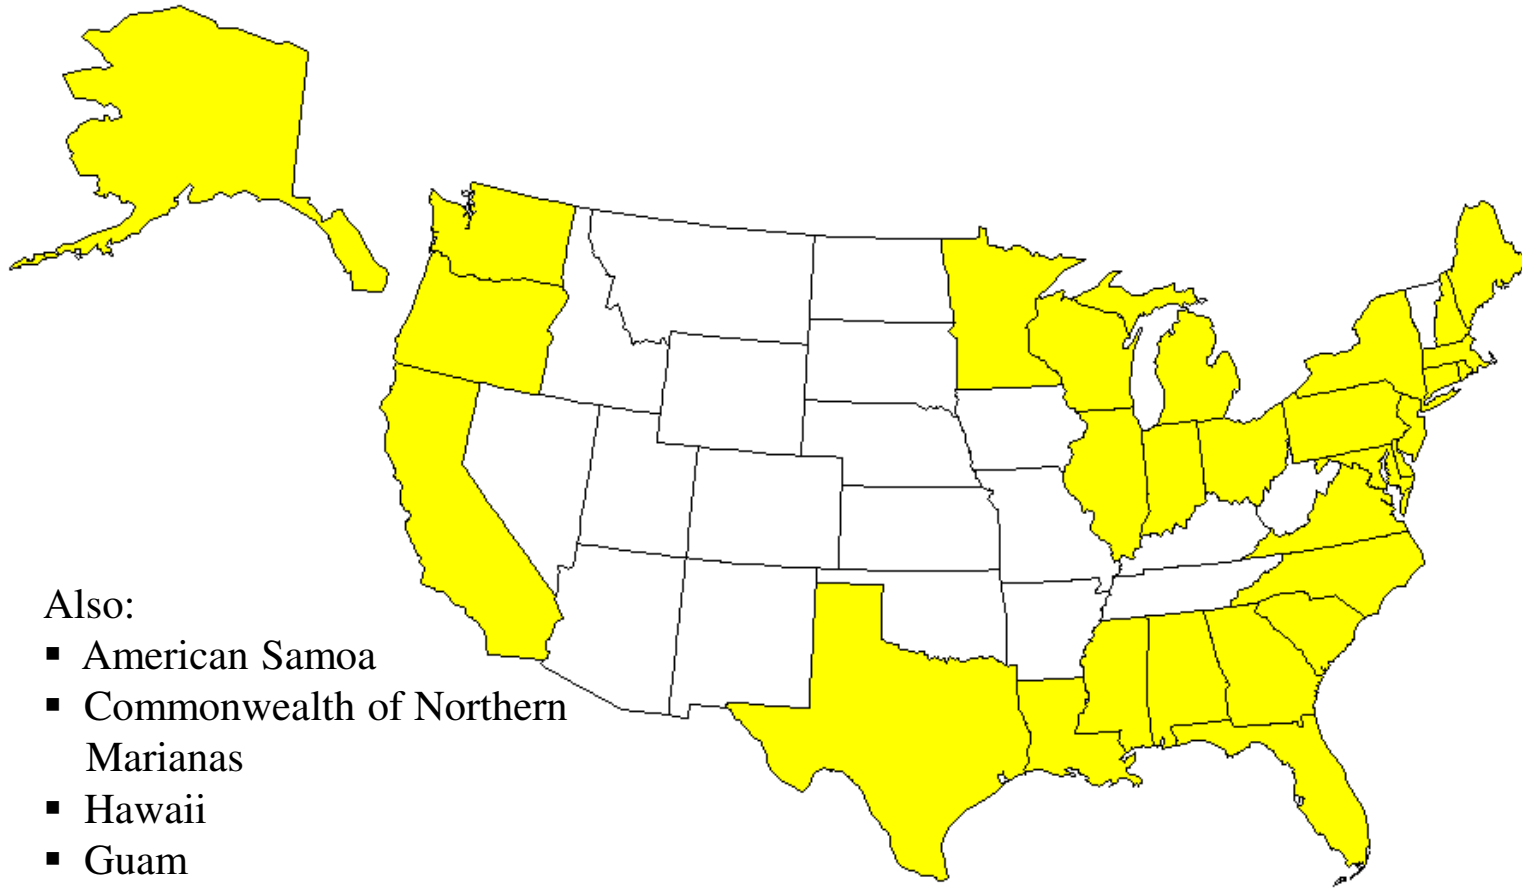 Also:
▪ American Samoa
▪ Commonwealth of Northern
Marianas
▪ Hawaii
▪ Guam